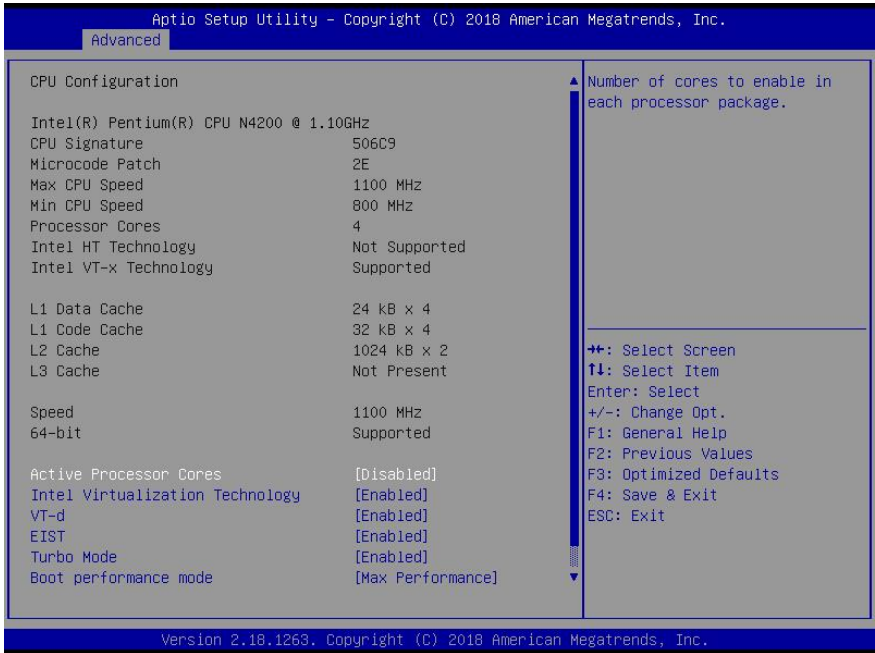 Aptio Setup Utility – Copyright (C) 2018 American Megatrends, Inc.
Advanced
CPU Configuration
Intel(R) Pentium(R) CPU N4200 @ 1.10GHz
CPU Signature 506C9
Microcode Patch 2E
Max CPU Speed 1100 MHz
Min CPU Speed 800 MHz
Processor Cores 4
Intel HT Technology Not Supported
Intel VT-x Technology Supported
L1 Data Cache 24 kB x 4
L1 Code Cache 32 kB x 4
L2 Cache 1024 kB x 2
L3 Cache Not Present
Speed 1100 MHz
64-bit Supported
Active Processor Cores [Disabled]
Intel Virtualization Technology [Enabled]
VT-d [Enabled]
EIST [Enabled]
Turbo Mode [Enabled]
Boot performance mode [Max Performance]
Number of cores to enable in
each processor package.
→←: Select Screen
↑↓: Select Item
Enter: Select
+/-: Change Opt.
F1: General Help
F2: Previous Values
F3: Optimized Defaults
F4: Save & Exit
ESC: Exit
Version 2.18.1263. Copyright (C) 2018 American Megatrends, Inc.